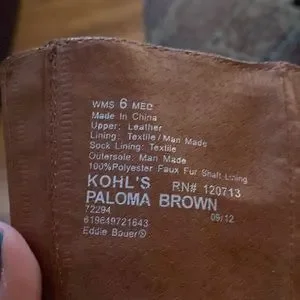 WMS 6 MED
Made In China
Upper: Leather
Lining: Textile/Man Made
Sock Lining: Textile
Outersole: Man Made
100%Polyester Faux Fur Shaft Lining
KOHL'S RN# 120713
PALOMA BROWN
72294 09/12
619849721643
Eddie Bauer®